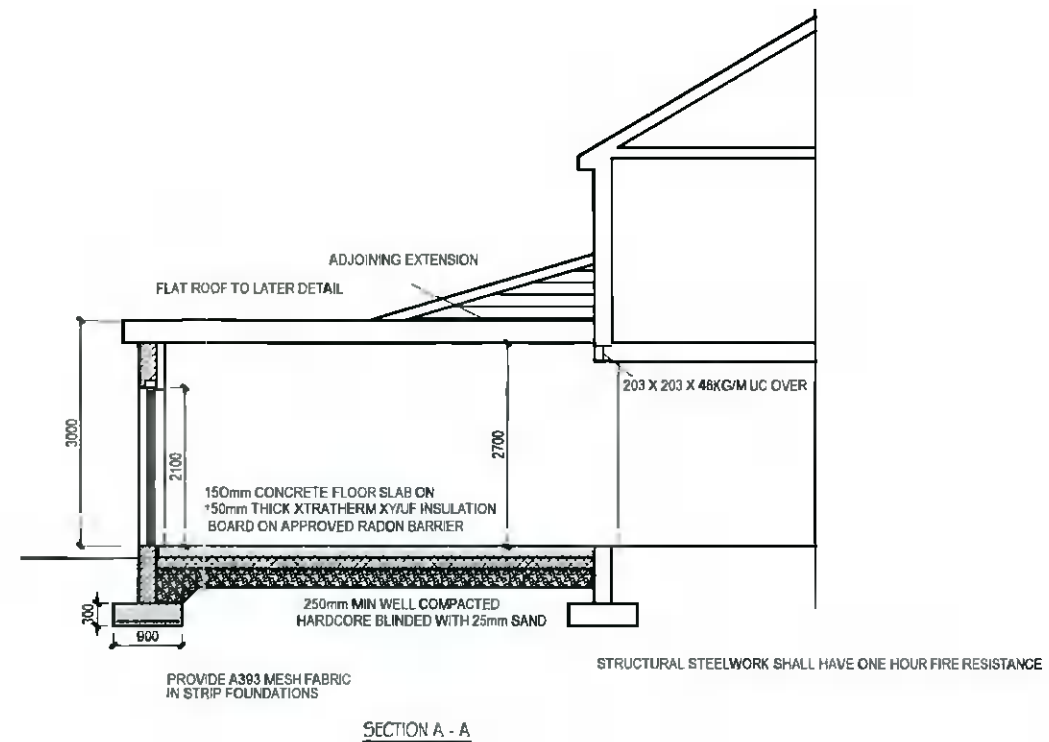 ADJOINING EXTENSION
FLAT ROOF TO LATER DETAIL
203 X 203 X 46KG/M UC OVER
3000
2100
2700
150mm CONCRETE FLOOR SLAB ON
THICK XTRATHERM XY/UF INSULATION
BOARD ON APPROVED RADON BARRIER
300
900
250mm MIN WELL COMPACTED
HARDCORE BLINDED WITH 25mm SAND
PROVIDE A393 MESH FABRIC
IN STRIP FOUNDATIONS
STRUCTURAL STEELWORK SHALL HAVE ONE HOUR FIRE RESISTANCE
SECTION A - A